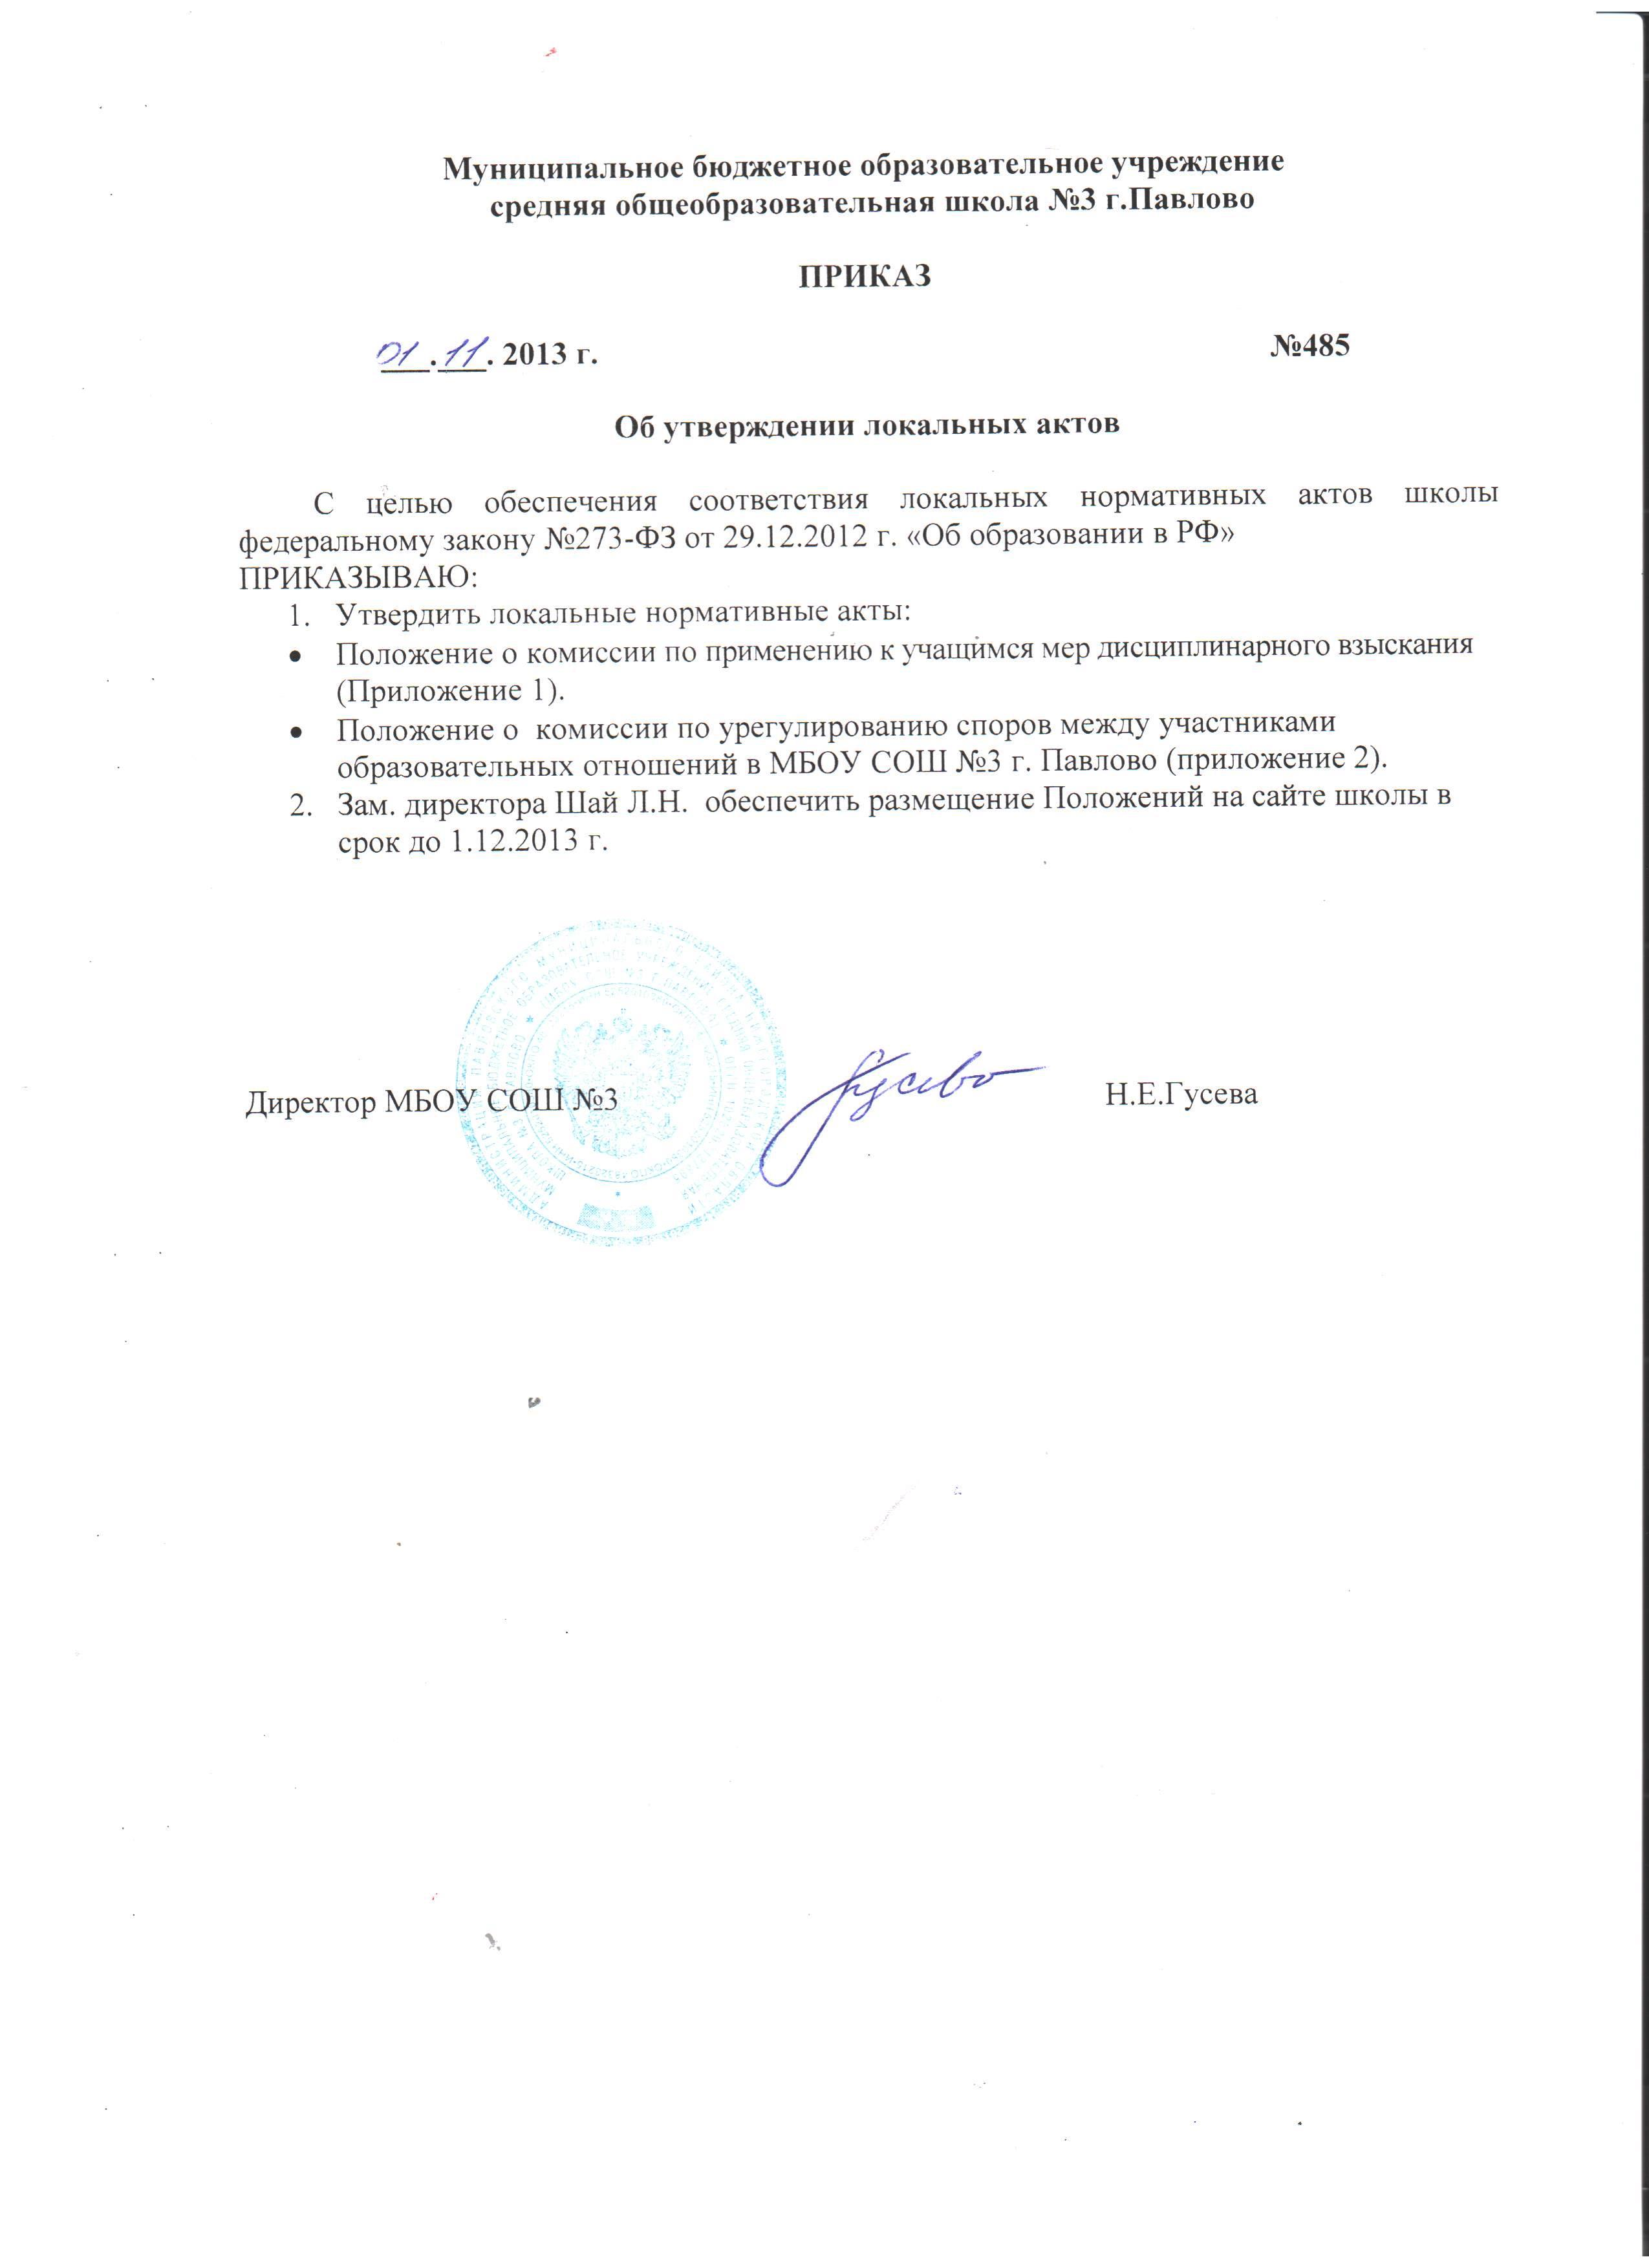 Муниципальное бюджетное образовательное учреждение
средняя общеобразовательная школа №3 г.Павлово
ПРИКАЗ
01.11. 2013 г. №485
Об утверждении локальных актов
С целью обеспечения соответствия локальных нормативных актов школы
федеральному закону №273-ФЗ от 29.12.2012 г. «Об образовании в РФ»
ПРИКАЗЫВАЮ:
1. Утвердить локальные нормативные акты:
• Положение о комиссии по применению к учащимся мер дисциплинарного взыскания
(Приложение 1).
• Положение о комиссии по урегулированию споров между участниками
образовательных отношений в МБОУ СОШ №3 г. Павлово (приложение 2).
2. Зам. директора Шай Л.Н. обеспечить размещение Положений на сайте школы в
срок до 1.12.2013 г.
Директор МБОУ СОШ №3 Гусева Н.Е.Гусева